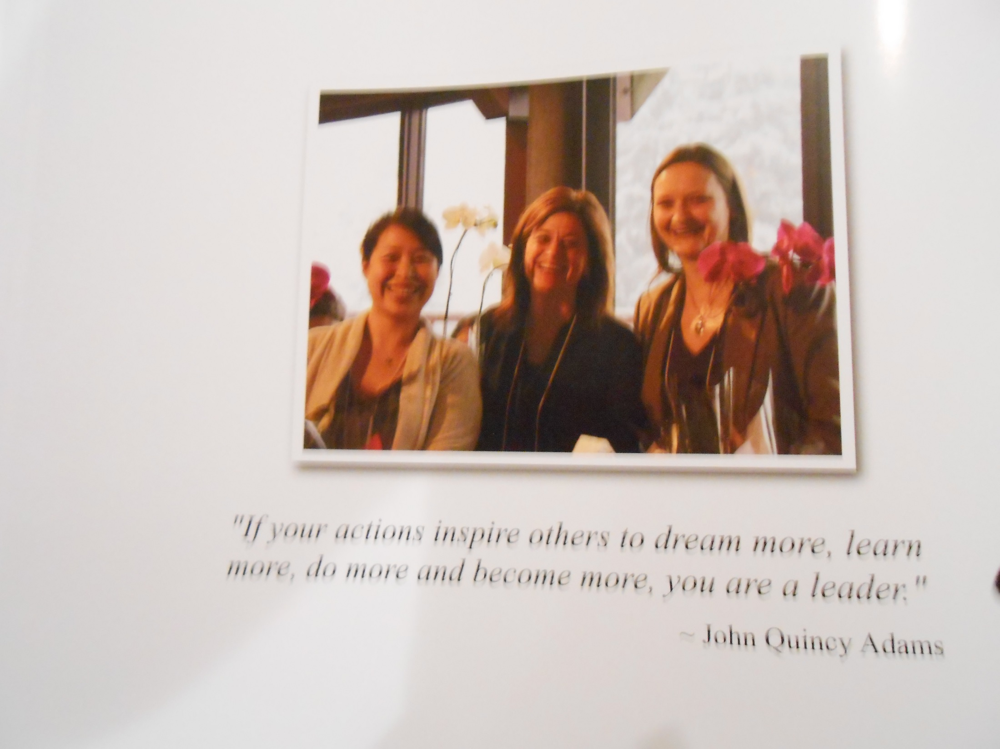 "If your actions inspire others to dream more, learn
more, do more and become more, you are a leader."
~ John Quincy Adams